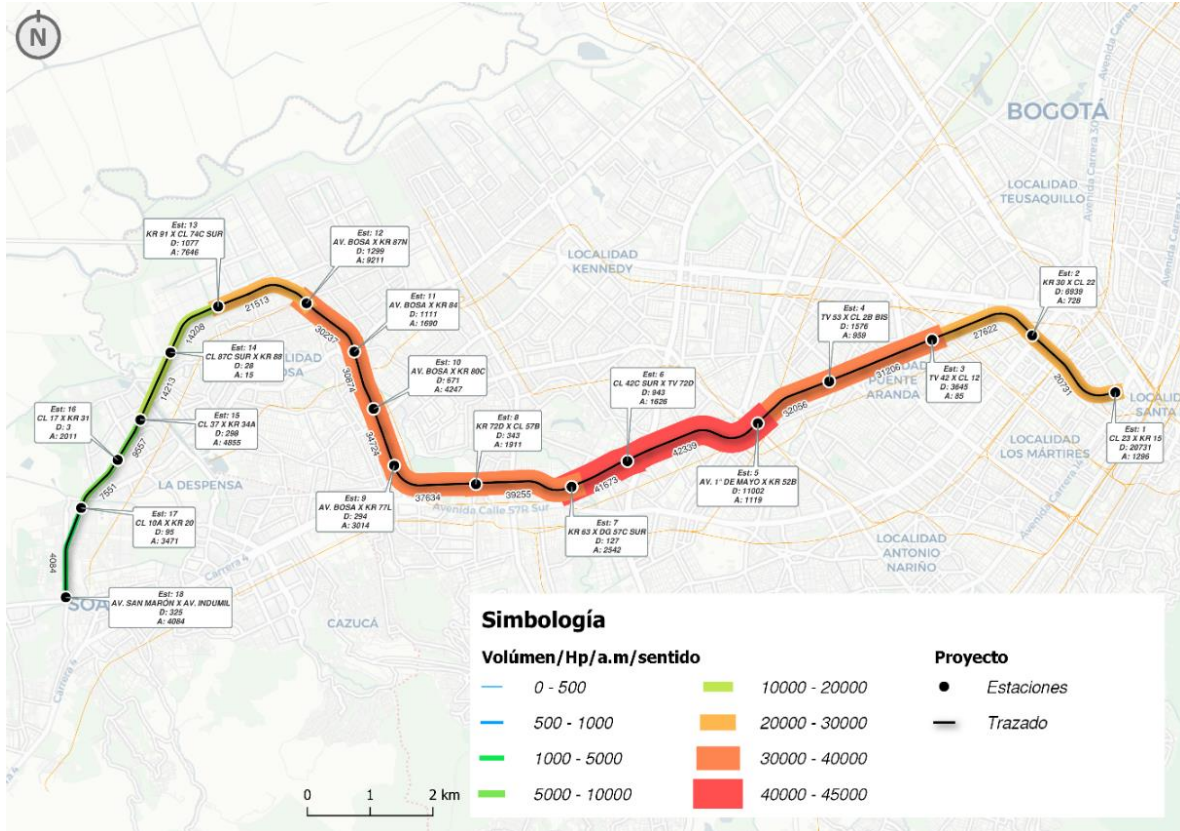 N
BOGOTÁ
Avenida Carrera 30
LOCALIDAD
TEUSAQUILLO
LOCALIDAD
KENNEDY
Est: 13
KR 91 X CL 74C SUR
D: 1077
A: 7646
Est: 12
AV. BOSA X KR 87N
D: 1299
A: 9211
Est: 11
AV. BOSA X KR 84
D: 1111
A: 1690
Est: 10
AV. BOSA X KR 80C
D: 671
A: 4247
Est: 14
CL 87C SUR X KR 88
D: 28
A: 15
Est: 15
CL 37 X KR 34A
D: 298
A: 4855
Est: 16
CL 17 X KR 31
D: 3
A: 2011
Est: 17
CL 10A X KR 20
D: 95
A: 3471
Est: 18
AV. SAN MARÓN X AV. INDUMIL
D: 325
A: 4084
Est: 9
AV. BOSA X KR 77L
D: 294
A: 3014
Est: 8
KR 72D X CL 57B
D: 343
A: 1911
Est: 7
KR 63 X DG 57C SUR
D: 127
A: 2542
Est: 6
CL 42C SUR X TV 72D
D: 943
A: 1626
Est: 5
AV. 1° DE MAYO X KR 52B
D: 11002
A: 1119
Est: 4
TV 53 X CL 2B BIS
D: 1576
A: 959
Est: 3
TV 42 X CL 12
D: 3645
A: 85
Est: 2
KR 30 X CL 22
D: 6939
A: 728
Est: 1
CL 23 X KR 15
D: 20731
A: 1296
21513
14208
14213
9557
7551
4084
30237
30674
34724
37634
39255
41673
42339
32056
31206
27622
20731
PUENTE
ARANDA
LOCALIDAD
SANTA
LOCALIDAD
LOS MÁRTIRES
LOCALIDAD
ANTONIO
NARIÑO
LA DESPENSA
Carrera 4
Carrera 4
CAZUCÁ
Avenida Calle 57R Sur
Simbología
Volúmen/Hp/a.m/sentido
0 - 500
500 - 1000
1000 - 5000
5000 - 10000
10000 - 20000
20000 - 30000
30000 - 40000
40000 - 45000
Proyecto
Estaciones
Trazado
0 1 2 km